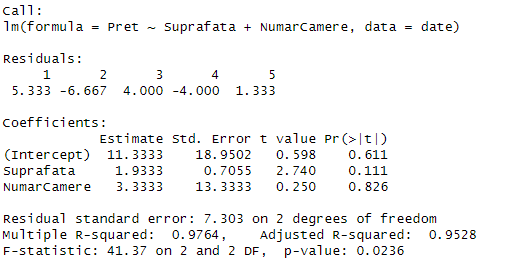 Call:
lm(formula = Pret ~ Suprafata + NumarCamere, data = date)
Residuals:
1 2 3 4 5
5.333 -6.667 4.000 -4.000 1.333
Coefficients:
Estimate Std. Error t value Pr(>|t|)
(Intercept) 11.3333 18.9502 0.598 0.611
Suprafata 1.9333 0.7055 2.740 0.111
NumarCamere 3.3333 13.3333 0.250 0.826
Residual standard error: 7.303 on 2 degrees of freedom
Multiple R-squared: 0.9764, Adjusted R-squared: 0.9528
F-statistic: 41.37 on 2 and 2 DF, p-value: 0.0236